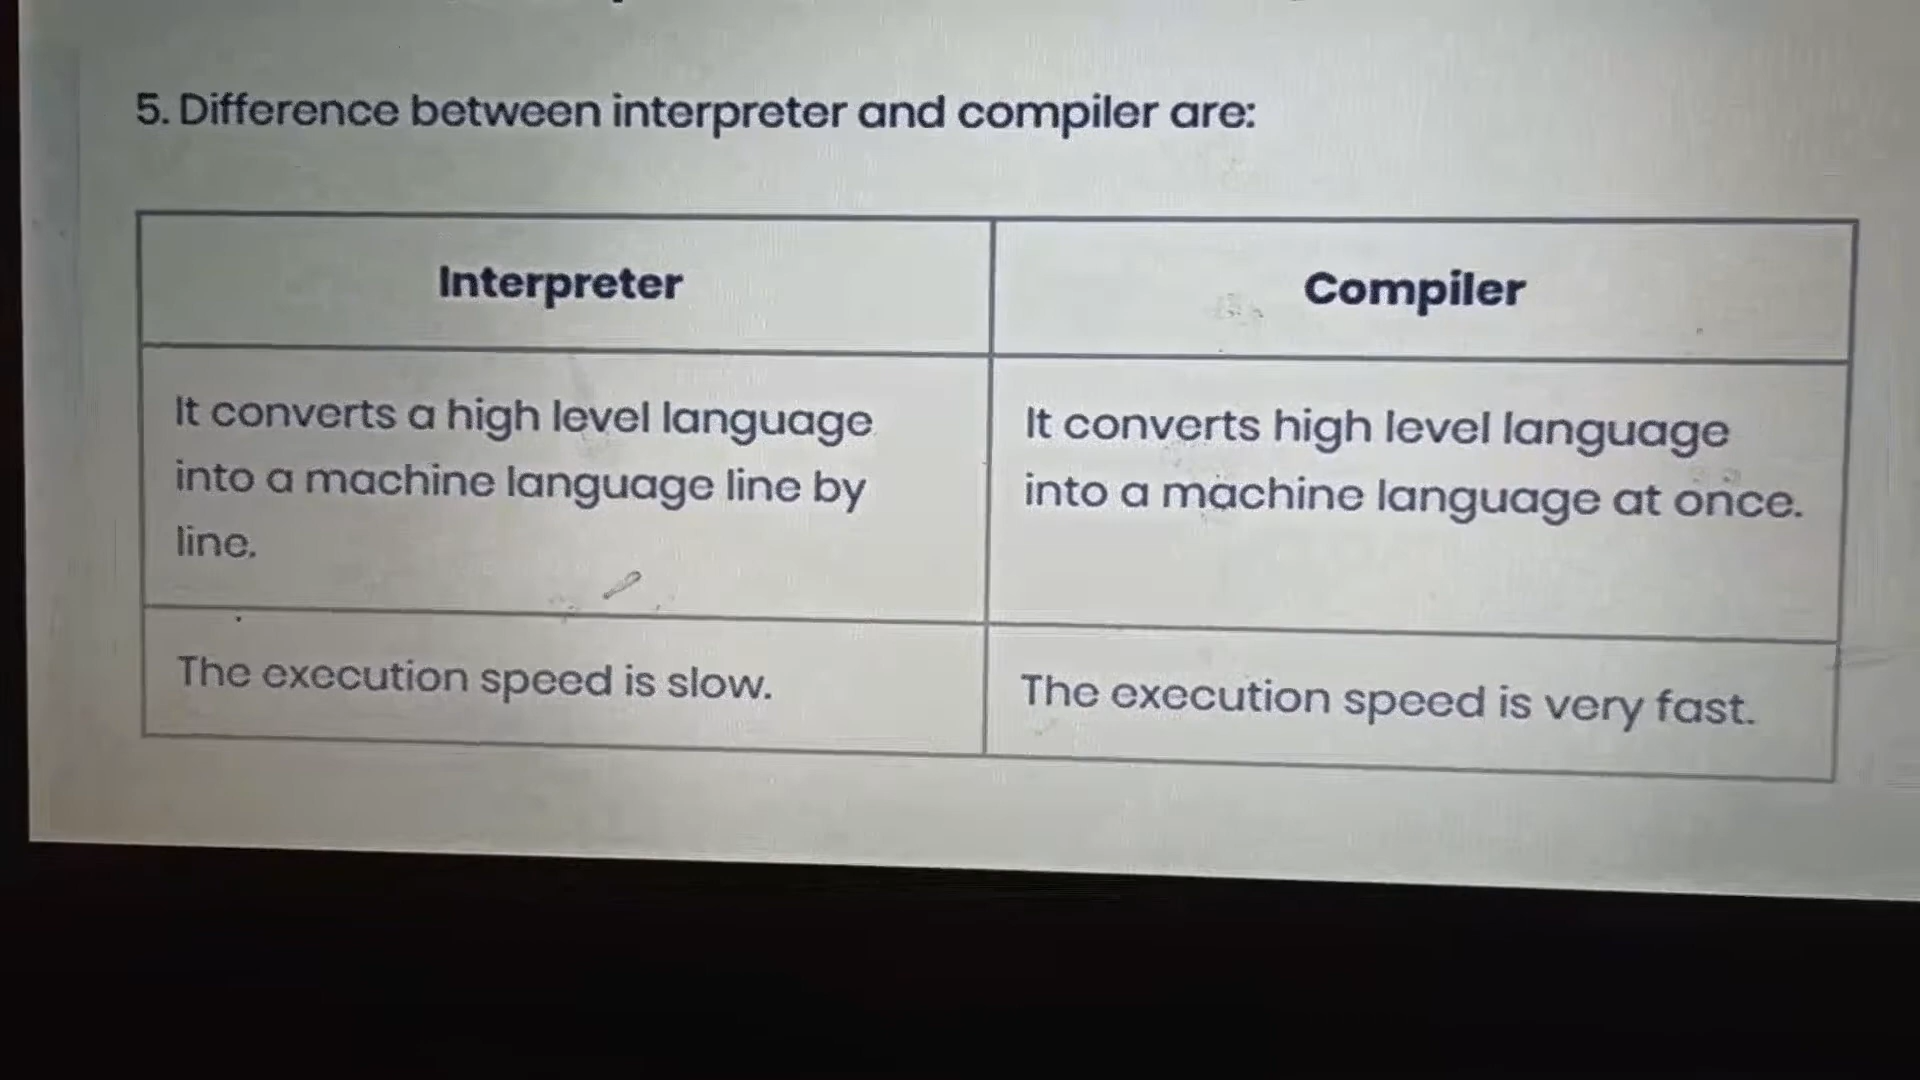 5. Difference between interpreter and compiler are:
Interpreter
Compiler
It converts a high level language
into a machine language line by
line.
It converts high level language
into a machine language at once.
The execution speed is slow.
The execution speed is very fast.